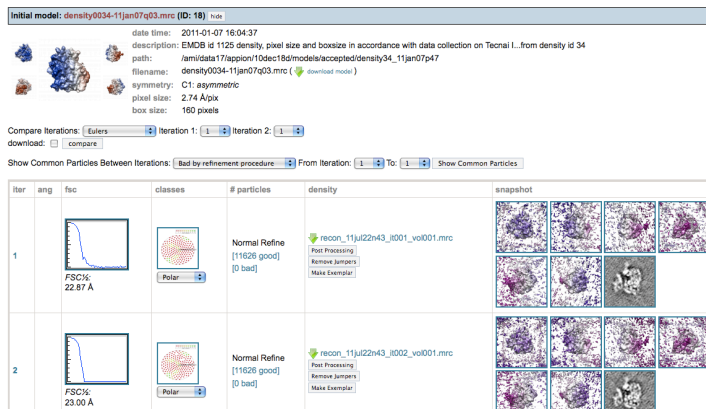 Initial model: density0034-11jan07q03.mrc (ID: 18) hide
date time: 2011-01-07 16:04:37
description: EMDB id 1125 density, pixel size and boxsize in accordance with data collection on Tecnai I...from density id 34
path: /ami/data17/appion/10dec18d/models/accepted/density34_11jan07p47
filename: density0034-11jan07q03.mrc ( download model )
symmetry: C1: asymmetric
pixel size: 2.74 Å/pix
box size: 160 pixels
Compare Iterations: Eulers Iteration 1: 1 Iteration 2: 1
download: compare
Show Common Particles Between Iterations: Bad by refinement procedure From Iteration: 1 To: 1 Show Common Particles
iter ang fsc classes # particles density snapshot
1
FSC½:
22.87 Å
Polar
Normal Refine
[11626 good]
[0 bad]
recon_11jul22n43_it001_vol001.mrc
Post Processing
Remove Jumpers
Make Exemplar
2
FSC½:
23.00 Å
Polar
Normal Refine
[11626 good]
[0 bad]
recon_11jul22n43_it002_vol001.mrc
Post Processing
Remove Jumpers
Make Exemplar